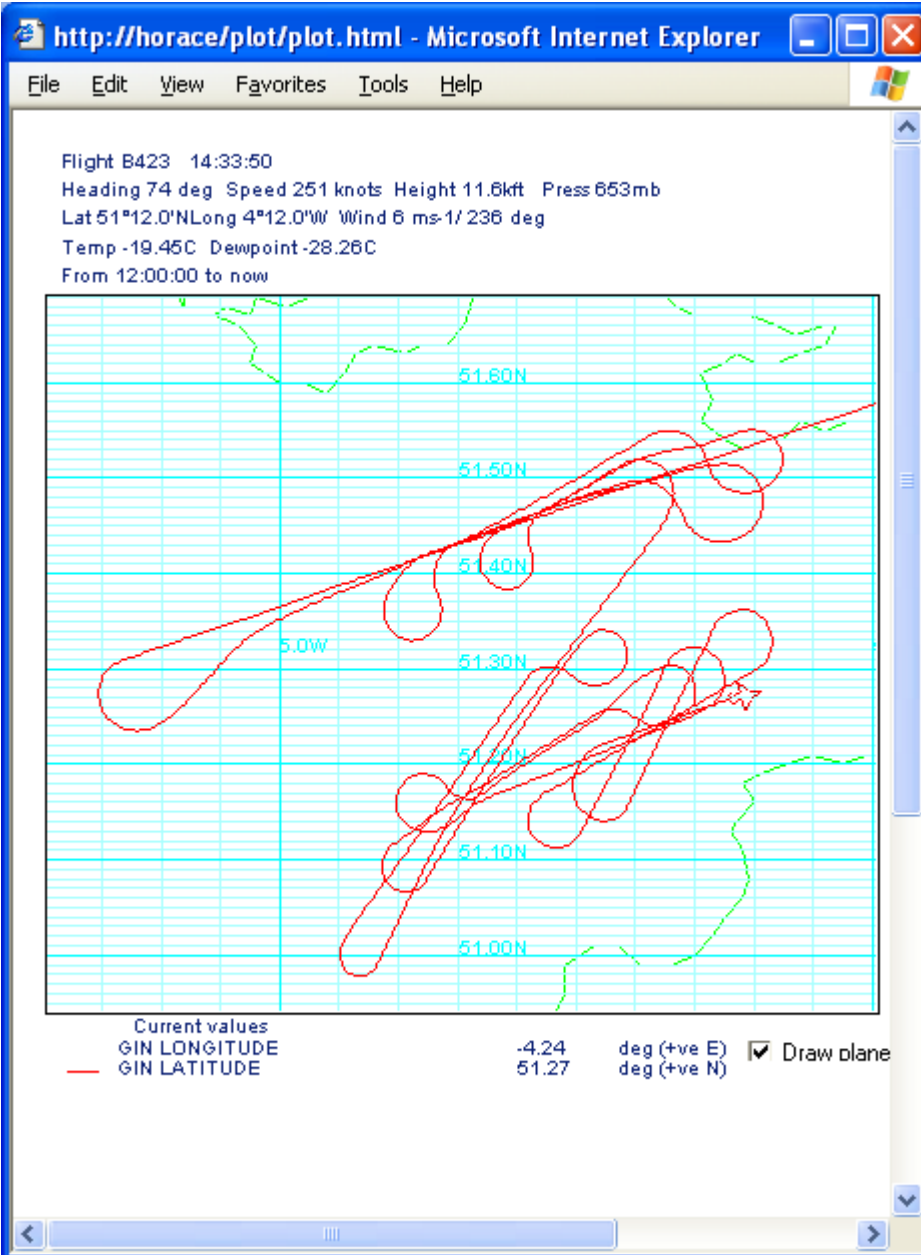 http://horace/plot/plot.html - Microsoft Internet Explorer
File Edit View Favorites Tools Help
Flight B423 14:33:50
Heading 74 deg Speed 251 knots Height 11.6kft Press 653mb
Lat 51°12.0'NLong 4°12.0'W Wind 6 ms-1/ 236 deg
Temp -19.45C Dewpoint -28.26C
From 12:00:00 to now
51.60N
51.50N
51.40N
5.0W
51.30N
51.20N
51.10N
51.00N
Current values
GIN LONGITUDE -4.24 deg (+ve E)
GIN LATITUDE 51.27 deg (+ve N)
Draw plane